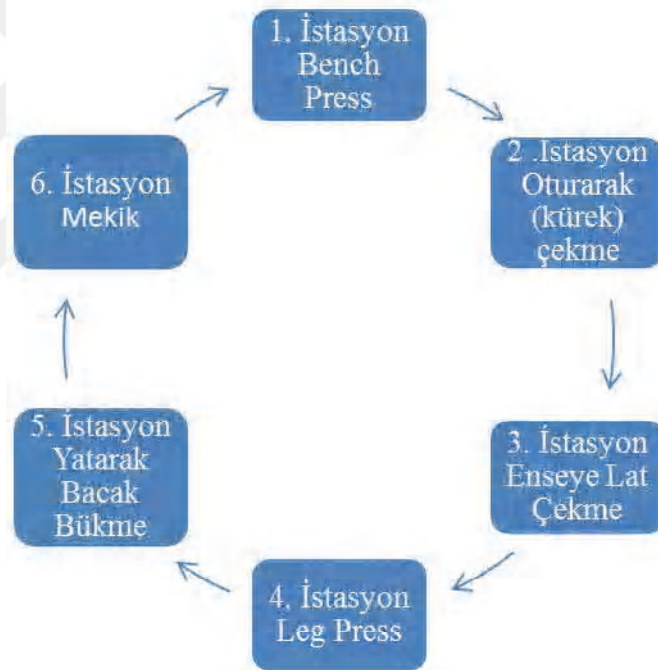 1. İstasyon
Bench
Press
2 .İstasyon
Oturarak
(kürek)
çekme
3. İstasyon
Enseye Lat
Çekme
4. İstasyon
Leg Press
5. İstasyon
Yatarak
Bacak
Bükme
6. İstasyon
Mekik